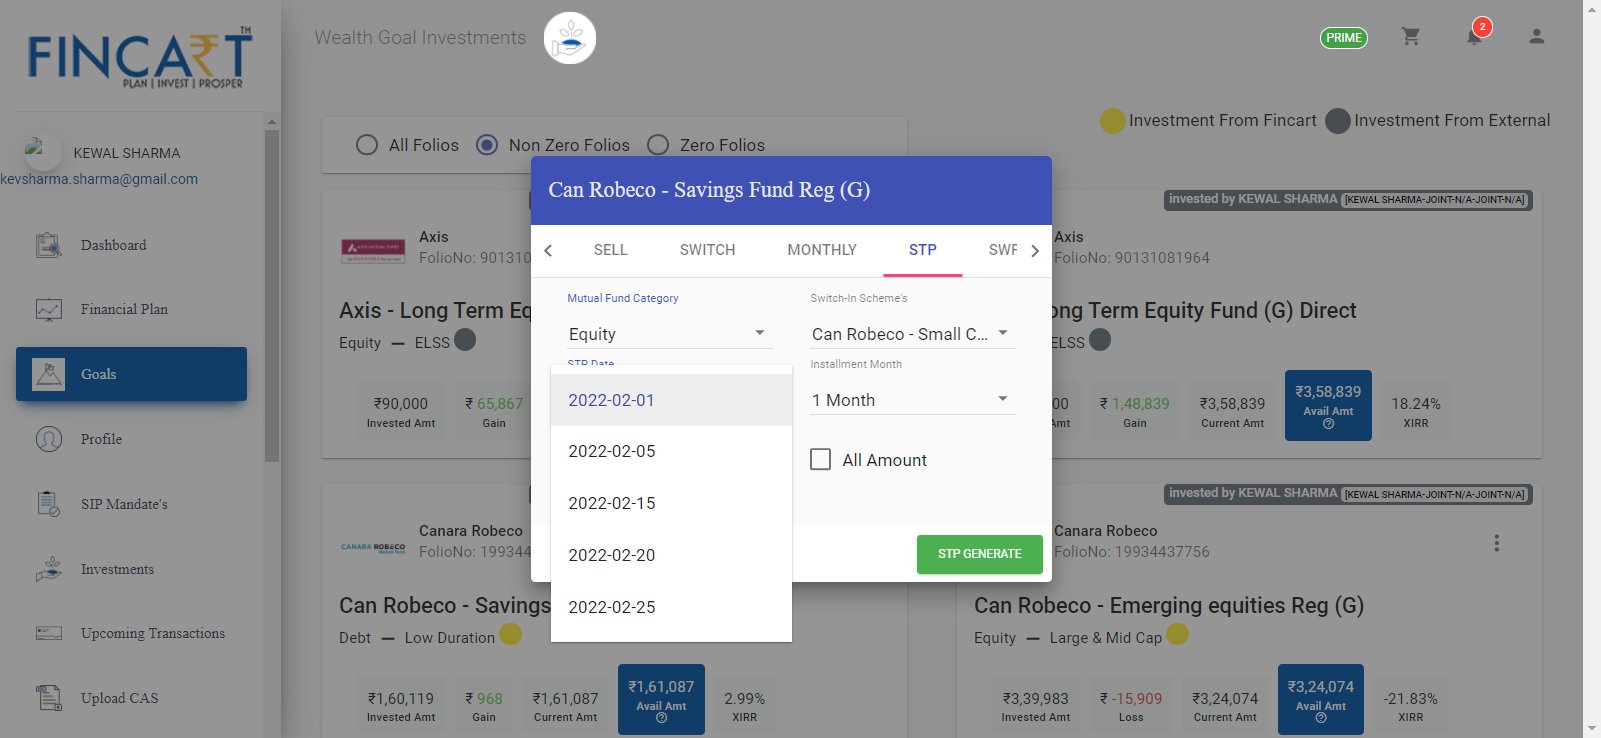 FINCART
TM
PLAN | INVEST | PROSPER
KEWAL SHARMA
kevsharma.sharma@gmail.com
Dashboard
Financial Plan
Goals
Profile
SIP Mandate's
Investments
Upcoming Transactions
Upload CAS
Wealth Goal Investments
PRIME
2
Investment From Fincart
Investment From External
All Folios
Non Zero Folios
Zero Folios
Axis
FolioNo: 901310
Axis - Long Term Eq
Equity — ELSS
₹90,000
Invested Amt
₹ 65,867
Gain
invested by KEWAL SHARMA [KEWAL SHARMA-JOINT-N/A-JOINT-N/A]
Axis
FolioNo: 90131081964
ong Term Equity Fund (G) Direct
ELSS
00
Amt
₹ 1,48,839
Gain
₹3,58,839
Current Amt
₹3,58,839
Avail Amt
18.24%
XIRR
Can Robeco - Savings Fund Reg (G)
SELL
SWITCH
MONTHLY
STP
SWP
Mutual Fund Category
Equity
Switch-In Scheme's
Can Robeco - Small C...
STP Date
2022-02-01
2022-02-05
2022-02-15
2022-02-20
2022-02-25
Installment Month
1 Month
All Amount
STP GENERATE
CANARA ROBECO
Mutual Fund
Canara Robeco
FolioNo: 199344
Can Robeco - Savings
Debt — Low Duration
₹1,60,119
Invested Amt
₹ 968
Gain
₹1,61,087
Current Amt
₹1,61,087
Avail Amt
2.99%
XIRR
invested by KEWAL SHARMA [KEWAL SHARMA-JOINT-N/A-JOINT-N/A]
Canara Robeco
FolioNo: 19934437756
Can Robeco - Emerging equities Reg (G)
Equity — Large & Mid Cap
₹3,39,983
Invested Amt
₹ -15,909
Loss
₹3,24,074
Current Amt
₹3,24,074
Avail Amt
-21.83%
XIRR